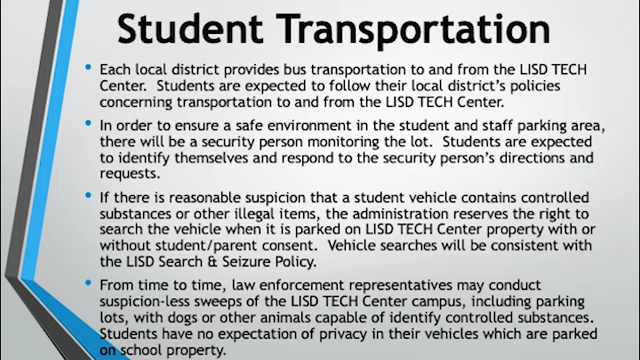 Student Transportation
• Each local district provides bus transportation to and from the LISD TECH
Center. Students are expected to follow their local district's policies
concerning transportation to and from the LISD TECH Center.
• In order to ensure a safe environment in the student and staff parking area,
there will be a security person monitoring the lot. Students are expected
to identify themselves and respond to the security person's directions and
requests.
• If there is reasonable suspicion that a student vehicle contains controlled
substances or other illegal items, the administration reserves the right to
search the vehicle when it is parked on LISD TECH Center property with or
without student/parent consent. Vehicle searches will be consistent with
the LISD Search & Seizure Policy.
• From time to time, law enforcement representatives may conduct
suspicion-less sweeps of the LISD TECH Center campus, including parking
lots, with dogs or other animals capable of identify controlled substances.
Students have no expectation of privacy in their vehicles which are parked
on school property.